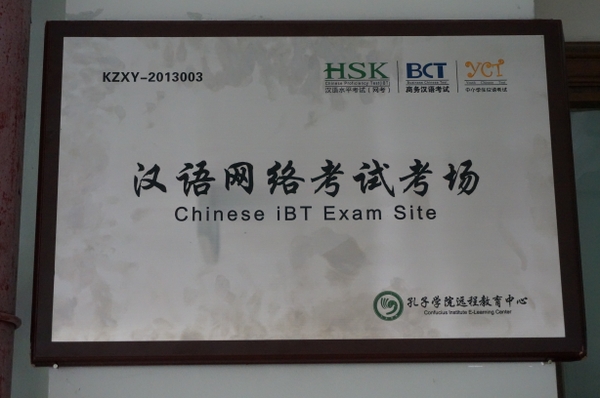 KZXY-2013003
HSK
汉语水平考试（网考）
BCT
商务汉语考试
YCT
中小学生汉语考试
汉语网络考试考场
Chinese iBT Exam Site
孔子学院远程教育中心
Confucius Institute E-Learning Center